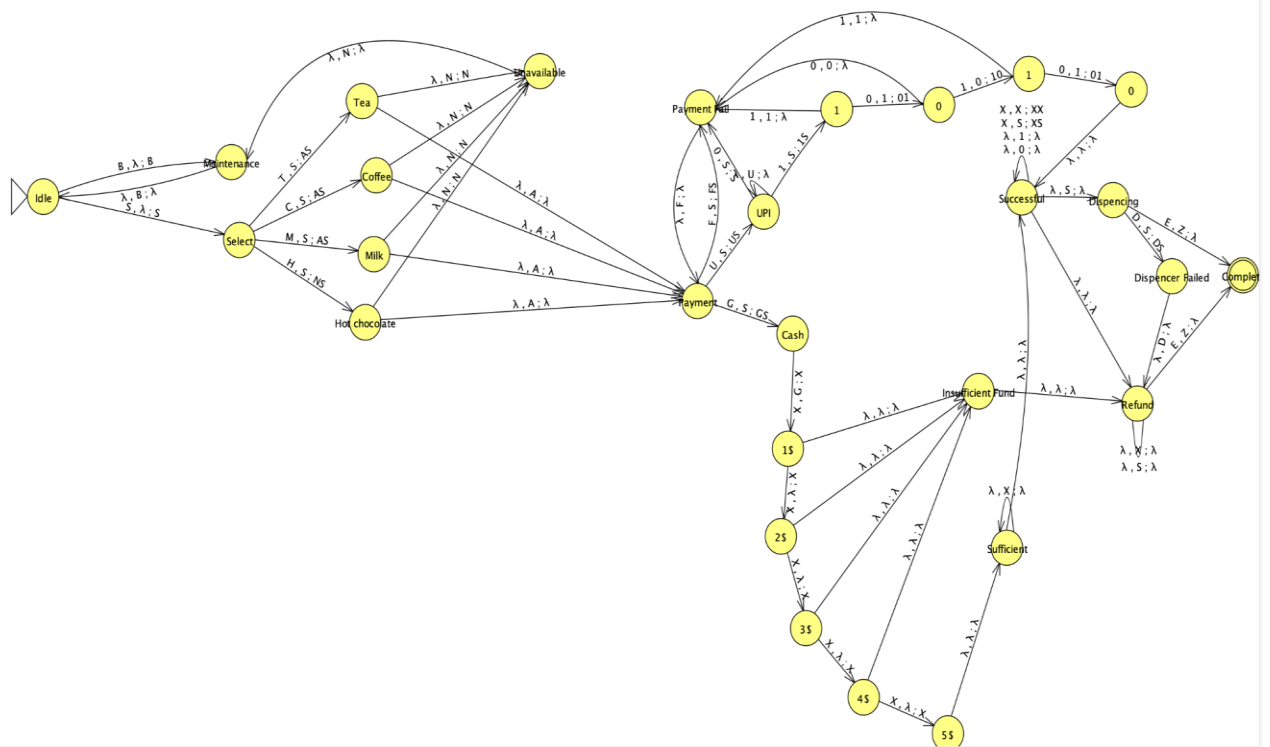 1 , 1 ; λ
λ , N ; λ
0 , 0 ; λ
1
0 , 1 ; 01
Unavailable
λ , N ; N
1 , 0 ; 10
0
Tea
Payment Fail
1
0 , 1 ; 01
0
1 , 1 ; λ
X , X ; XX
X , S ; XS
λ , 1 ; λ
λ , 0 ; λ
λ , N ; N
T , S ; AS
1 , S ; 1S
λ , λ ; λ
B , λ ; B
Maintenance
λ , N ; N
λ , U ; λ
Coffee
λ , A ; λ
Idle
λ , B ; λ
S , λ ; S
C , S ; AS
λ , N ; N
λ , F ; λ
F , S ; FS
UPI
Successful
λ , S ; λ
Dispensing
E , Z ; λ
D , S ; DS
Select
M , S ; AS
Milk
λ , A ; λ
U , S ; US
H , S ; NS
λ , A ; λ
Dispencer Failed
Complet
λ , λ ; λ
Payment
G , S ; GS
λ , A ; λ
Hot chocolate
Cash
λ , D ; λ
E , Z ; λ
X , G ; X
λ , λ ; λ
Insufficient Fund
λ , λ ; λ
Refund
λ , λ ; λ
1$
λ , λ ; λ
λ , X ; λ
λ , S ; λ
X , λ ; X
λ , λ ; λ
λ , X ; λ
2$
λ , λ ; λ
Sufficient
X , λ ; X
3$
λ , λ ; λ
X , λ ; X
4$
X , λ ; X
5$